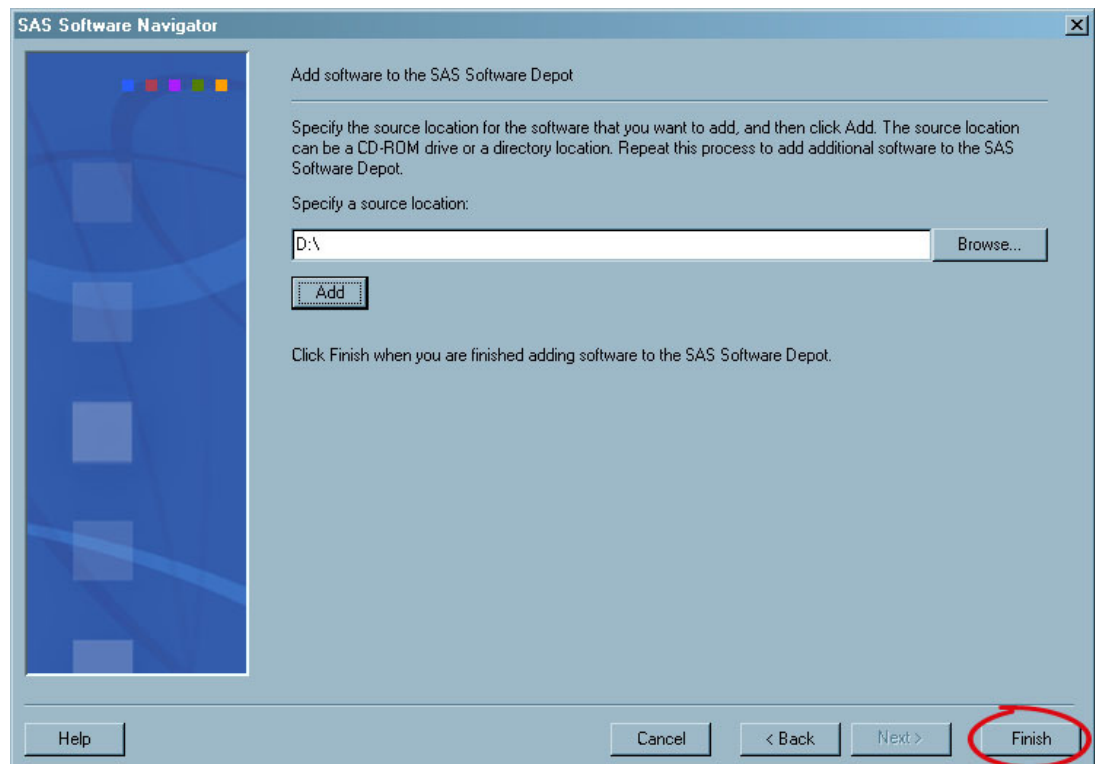 SAS Software Navigator
Add software to the SAS Software Depot
Specify the source location for the software that you want to add, and then click Add. The source location
can be a CD-ROM drive or a directory location. Repeat this process to add additional software to the SAS
Software Depot.
Specify a source location:
D:\
Browse...
Add
Click Finish when you are finished adding software to the SAS Software Depot.
Help
Cancel
< Back
Next >
Finish